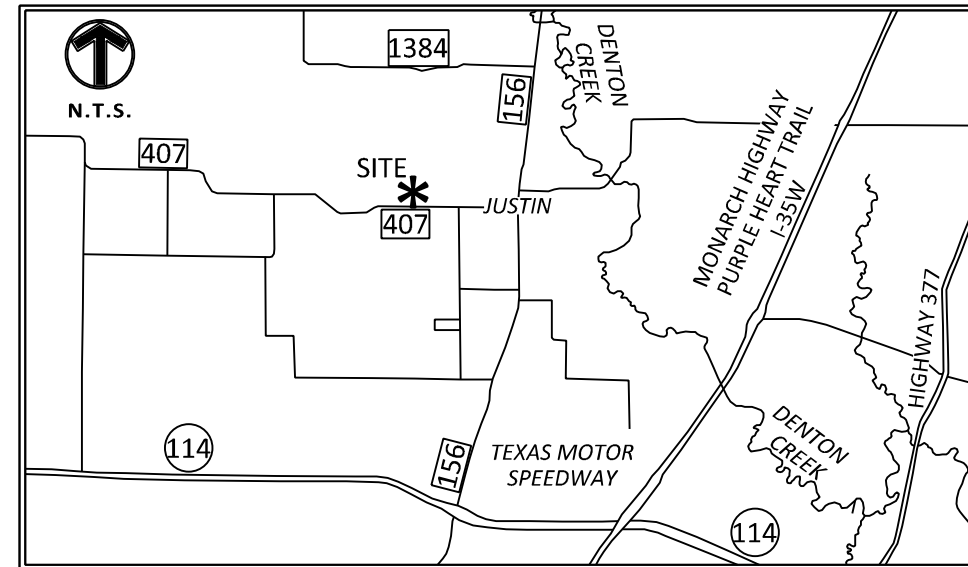 N.T.S.
1384
156
DENTON
CREEK
407
SITE
*
407
JUSTIN
MONARCH HIGHWAY
PURPLE HEART TRAIL
I-35W
HIGHWAY 377
114
156
TEXAS MOTOR
SPEEDWAY
DENTON
CREEK
114